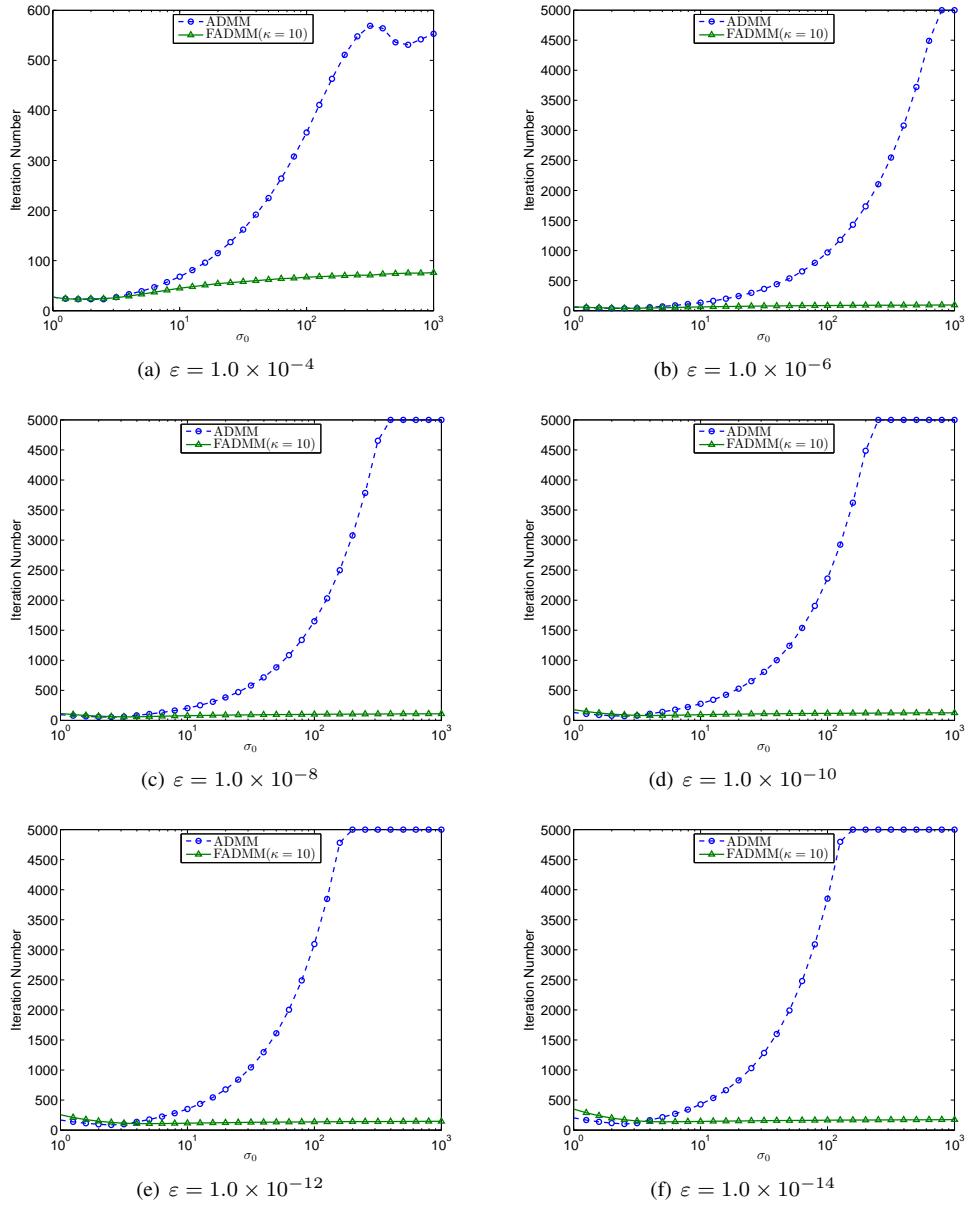 600
500
400
300
200
100
0
Iteration Number
10^0
10^1
10^2
10^3
σ_0
ADMM
FADMM(κ = 10)
(a) ε = 1.0 × 10^{-4}
5000
4500
4000
3500
3000
2500
2000
1500
1000
500
0
Iteration Number
10^0
10^1
10^2
10^3
σ_0
ADMM
FADMM(κ = 10)
(b) ε = 1.0 × 10^{-6}
5000
4500
4000
3500
3000
2500
2000
1500
1000
500
0
Iteration Number
10^0
10^1
10^2
10^3
σ_0
ADMM
FADMM(κ = 10)
(c) ε = 1.0 × 10^{-8}
5000
4500
4000
3500
3000
2500
2000
1500
1000
500
0
Iteration Number
10^0
10^1
10^2
10^3
σ_0
ADMM
FADMM(κ = 10)
(d) ε = 1.0 × 10^{-10}
5000
4500
4000
3500
3000
2500
2000
1500
1000
500
0
Iteration Number
10^0
10^1
10^2
10^3
σ_0
ADMM
FADMM(κ = 10)
(e) ε = 1.0 × 10^{-12}
5000
4500
4000
3500
3000
2500
2000
1500
1000
500
0
Iteration Number
10^0
10^1
10^2
10^3
σ_0
ADMM
FADMM(κ = 10)
(f) ε = 1.0 × 10^{-14}